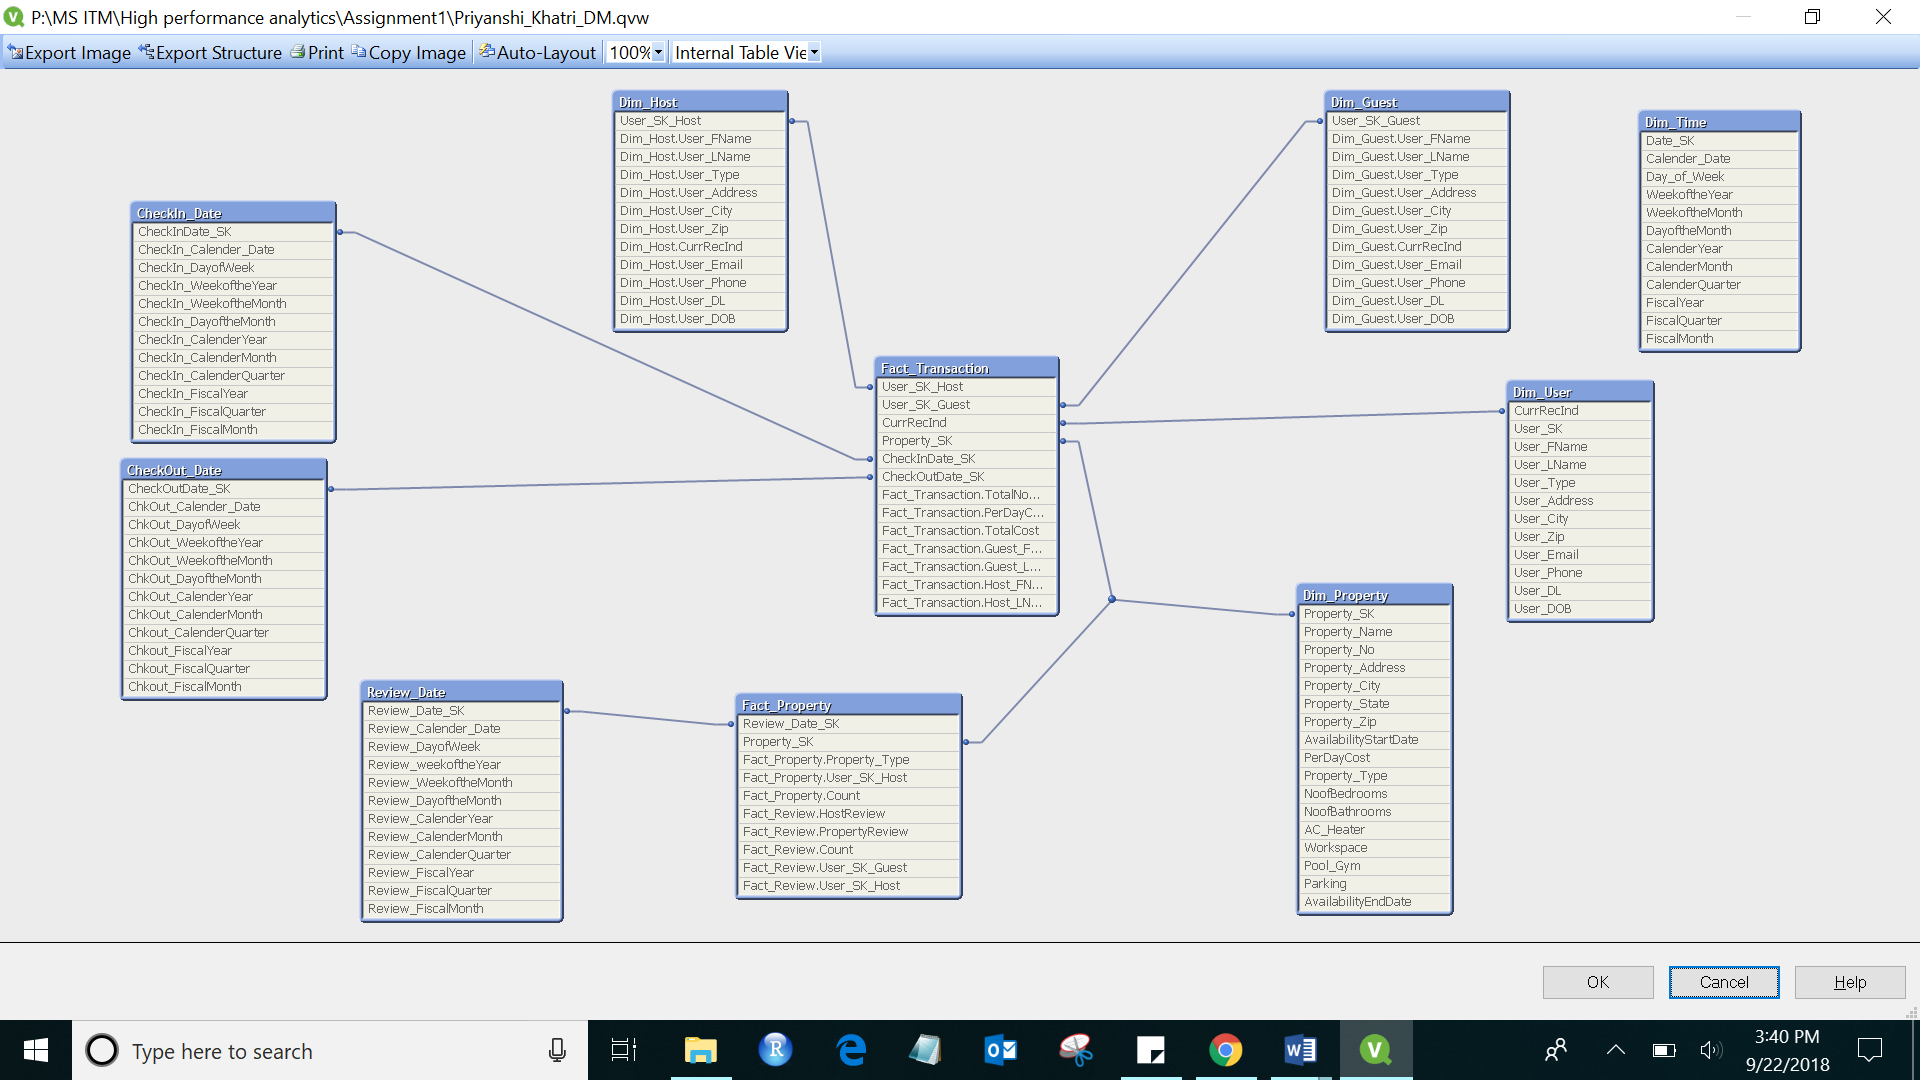 P:\MS ITM\High performance analytics\Assignment1\Priyanshi_Khatri_DM.qvw
Export Image Export Structure Print Copy Image Auto-Layout 100% Internal Table Vie
Dim_Host
User_SK_Host
Dim_Host.User_FName
Dim_Host.User_LName
Dim_Host.User_Type
Dim_Host.User_Address
Dim_Host.User_City
Dim_Host.User_Zip
Dim_Host.CurrRecInd
Dim_Host.User_Email
Dim_Host.User_Phone
Dim_Host.User_DL
Dim_Host.User_DOB
Dim_Guest
User_SK_Guest
Dim_Guest.User_FName
Dim_Guest.User_LName
Dim_Guest.User_Type
Dim_Guest.User_Address
Dim_Guest.User_City
Dim_Guest.User_Zip
Dim_Guest.CurrRecInd
Dim_Guest.User_Email
Dim_Guest.User_Phone
Dim_Guest.User_DL
Dim_Guest.User_DOB
Dim_Time
Date_SK
Calender_Date
Day_of_Week
WeekoftheYear
WeekoftheMonth
DayoftheMonth
CalenderYear
CalenderMonth
CalenderQuarter
FiscalYear
FiscalQuarter
FiscalMonth
CheckIn_Date
CheckInDate_SK
CheckIn_Calender_Date
CheckIn_DayofWeek
CheckIn_WeekoftheYear
CheckIn_WeekoftheMonth
CheckIn_DayoftheMonth
CheckIn_CalenderYear
CheckIn_CalenderMonth
CheckIn_CalenderQuarter
CheckIn_FiscalYear
CheckIn_FiscalQuarter
CheckIn_FiscalMonth
Fact_Transaction
User_SK_Host
User_SK_Guest
CurrRecInd
Property_SK
CheckInDate_SK
CheckOutDate_SK
Fact_Transaction.TotalNo...
Fact_Transaction.PerDayC...
Fact_Transaction.TotalCost
Fact_Transaction.Guest_F...
Fact_Transaction.Guest_L...
Fact_Transaction.Host_FN...
Fact_Transaction.Host_LN...
Dim_User
CurrRecInd
User_SK
User_FName
User_LName
User_Type
User_Address
User_City
User_Zip
User_Email
User_Phone
User_DL
User_DOB
CheckOut_Date
CheckOutDate_SK
ChkOut_Calender_Date
ChkOut_DayofWeek
ChkOut_WeekoftheYear
ChkOut_WeekoftheMonth
ChkOut_DayoftheMonth
ChkOut_CalenderYear
ChkOut_CalenderMonth
Chkout_CalenderQuarter
Chkout_FiscalYear
Chkout_FiscalQuarter
Chkout_FiscalMonth
Review_Date
Review_Date_SK
Review_Calender_Date
Review_DayofWeek
Review_weekoftheYear
Review_WeekoftheMonth
Review_DayoftheMonth
Review_CalenderYear
Review_CalenderMonth
Review_CalenderQuarter
Review_FiscalYear
Review_FiscalQuarter
Review_FiscalMonth
Fact_Property
Review_Date_SK
Property_SK
Fact_Property.Property_Type
Fact_Property.User_SK_Host
Fact_Property.Count
Fact_Review.HostReview
Fact_Review.PropertyReview
Fact_Review.Count
Fact_Review.User_SK_Guest
Fact_Review.User_SK_Host
Dim_Property
Property_SK
Property_Name
Property_No
Property_Address
Property_City
Property_State
Property_Zip
AvailabilityStartDate
PerDayCost
Property_Type
NoofBedrooms
NoofBathrooms
AC_Heater
Workspace
Pool_Gym
Parking
AvailabilityEndDate
OK Cancel Help
Type here to search
3:40 PM
9/22/2018